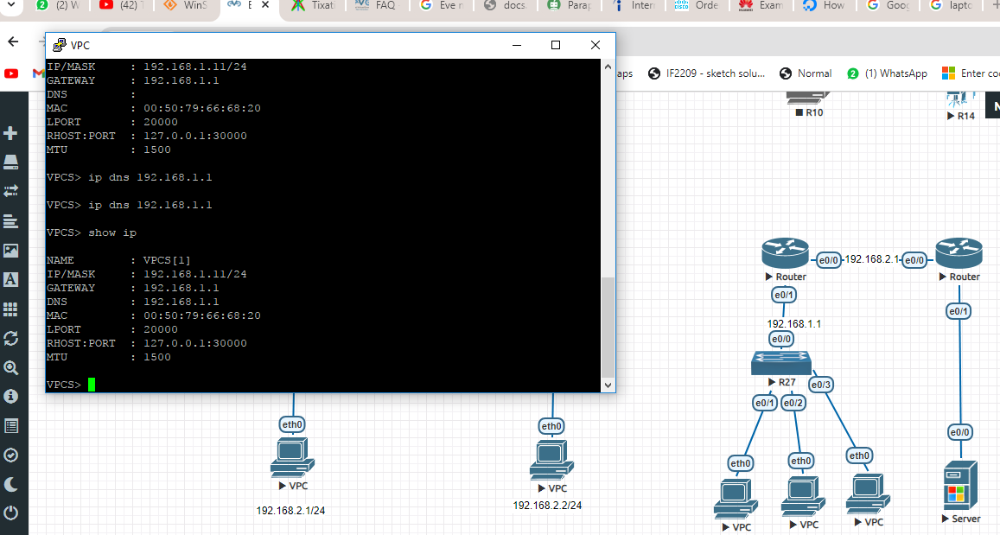 (2) W
(42)
WinS
E
Tixati
FAQ
Eve n
docs.
Parap
Inter
Orde
Exam
How
Goog
lapto
VPC
IP/MASK : 192.168.1.11/24
GATEWAY : 192.168.1.1
DNS :
MAC : 00:50:79:66:68:20
LPORT : 20000
RHOST:PORT : 127.0.0.1:30000
MTU : 1500
VPCS> ip dns 192.168.1.1
VPCS> ip dns 192.168.1.1
VPCS> show ip
NAME : VPCS[1]
IP/MASK : 192.168.1.11/24
GATEWAY : 192.168.1.1
DNS : 192.168.1.1
MAC : 00:50:79:66:68:20
LPORT : 20000
RHOST:PORT : 127.0.0.1:30000
MTU : 1500
VPCS>
aps
IF2209 - sketch solu...
Normal
(1) WhatsApp
Enter co
R10
R14
N
e0/0 192.168.2.1 e0/0
Router
Router
e0/1
e0/1
192.168.1.1
e0/0
R27
e0/3
e0/1
e0/2
eth0
eth0
e0/0
eth0
eth0
eth0
VPC
VPC
192.168.2.1/24
192.168.2.2/24
VPC
VPC
VPC
Server